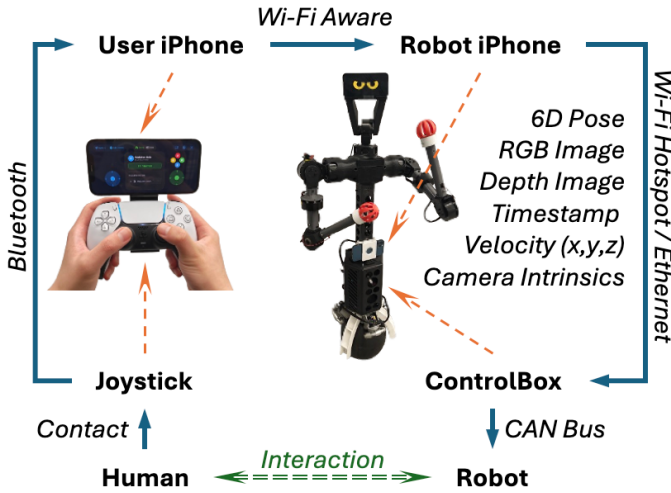 Wi-Fi Aware
User iPhone
Robot iPhone
Bluetooth
Wi-Fi Hotspot / Ethernet
6D Pose
RGB Image
Depth Image
Timestamp
Velocity (x,y,z)
Camera Intrinsics
Joystick
ControlBox
Contact
CAN Bus
Interaction
Human
Robot